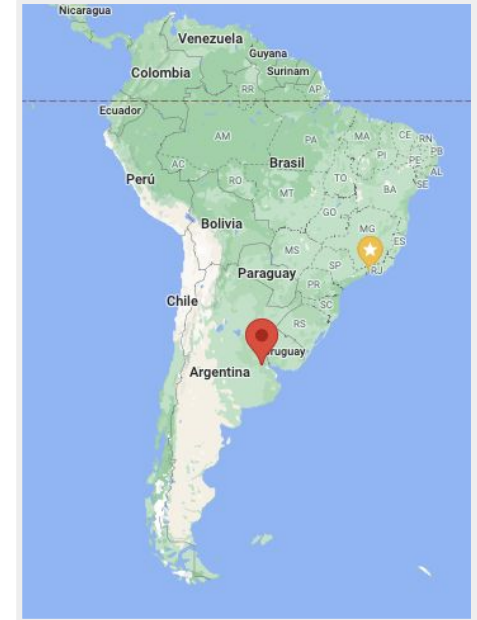 Nicaragua
Venezuela
Guyana
Colombia
Surinam
RR
AP
Ecuador
AM
PA
MA
CE
RN
PB
PI
PE
AC
Brasil
AL
TO
SE
Perú
RO
BA
MT
GO
Bolivia
MG
ES
MS
SP
RJ
Paraguay
PR
Chile
SC
RS
ruguay
Argentina